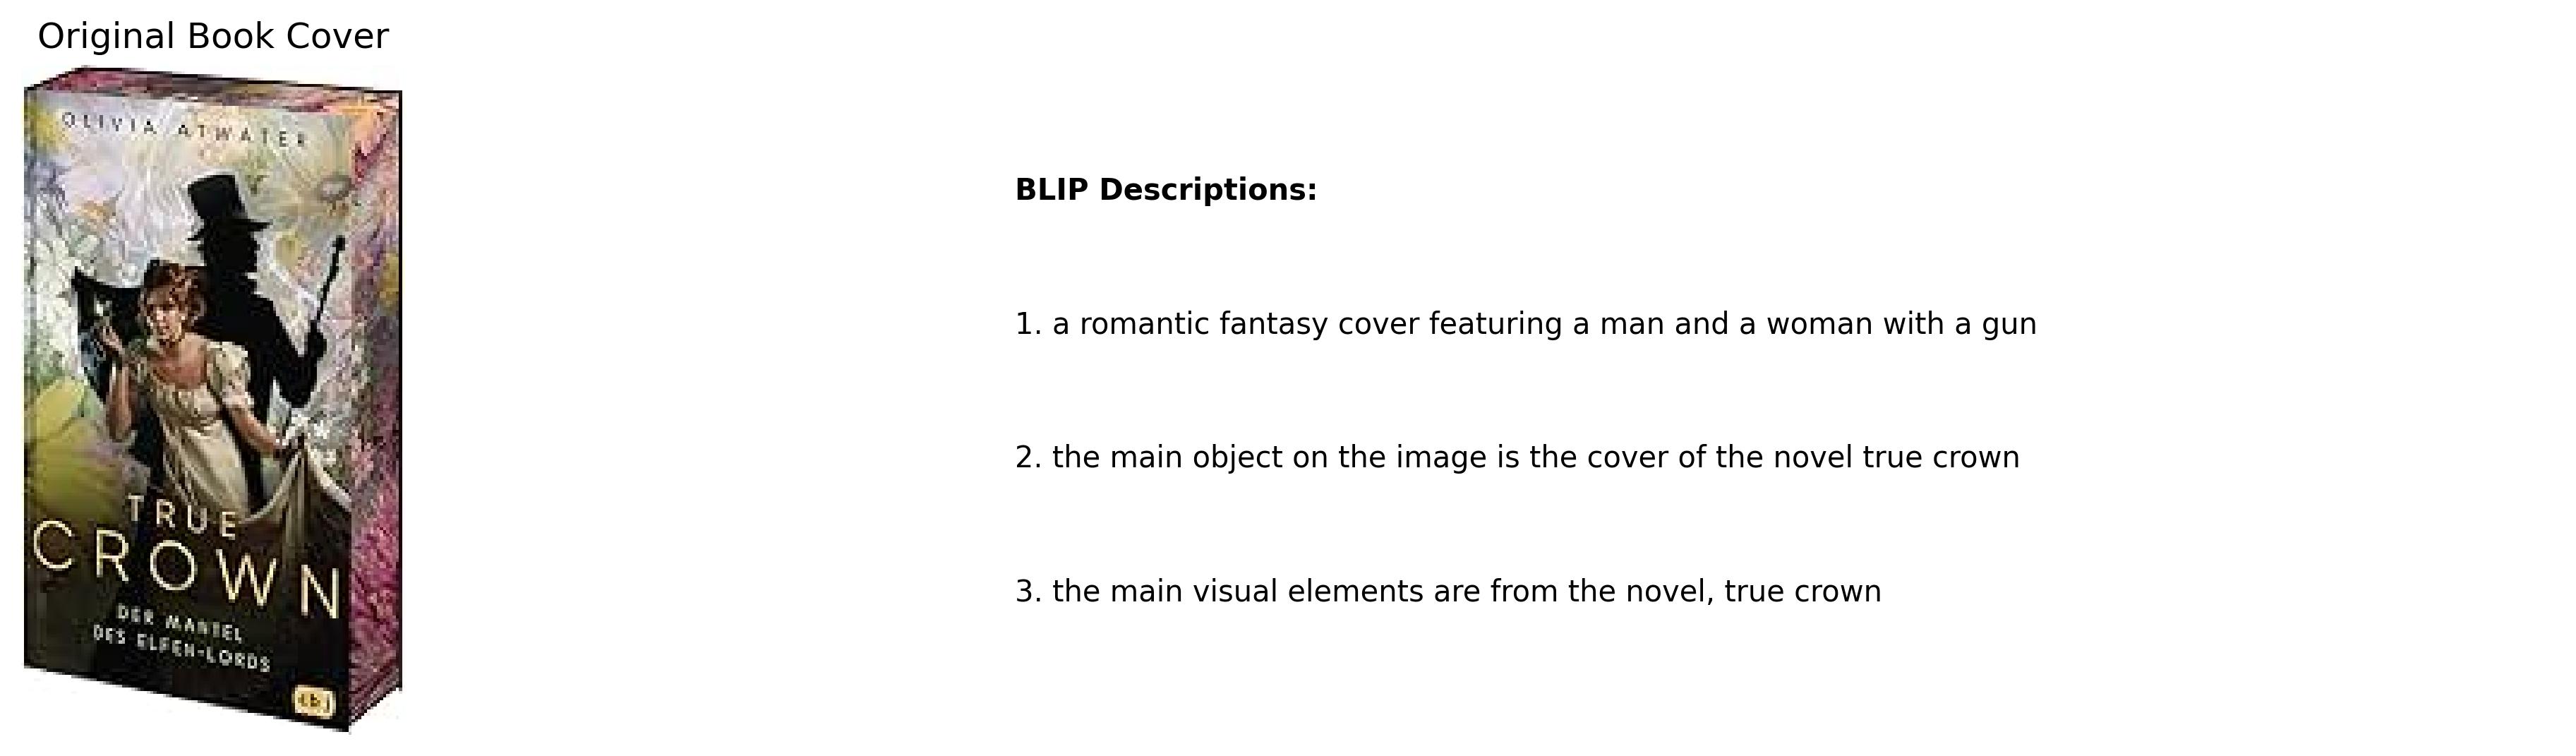 Original Book Cover
OLIVIA ATWATER
TRUE
CROWN
DER MANTEL
DES ELFEN-LORDS
cbj
BLIP Descriptions:
1. a romantic fantasy cover featuring a man and a woman with a gun
2. the main object on the image is the cover of the novel true crown
3. the main visual elements are from the novel, true crown